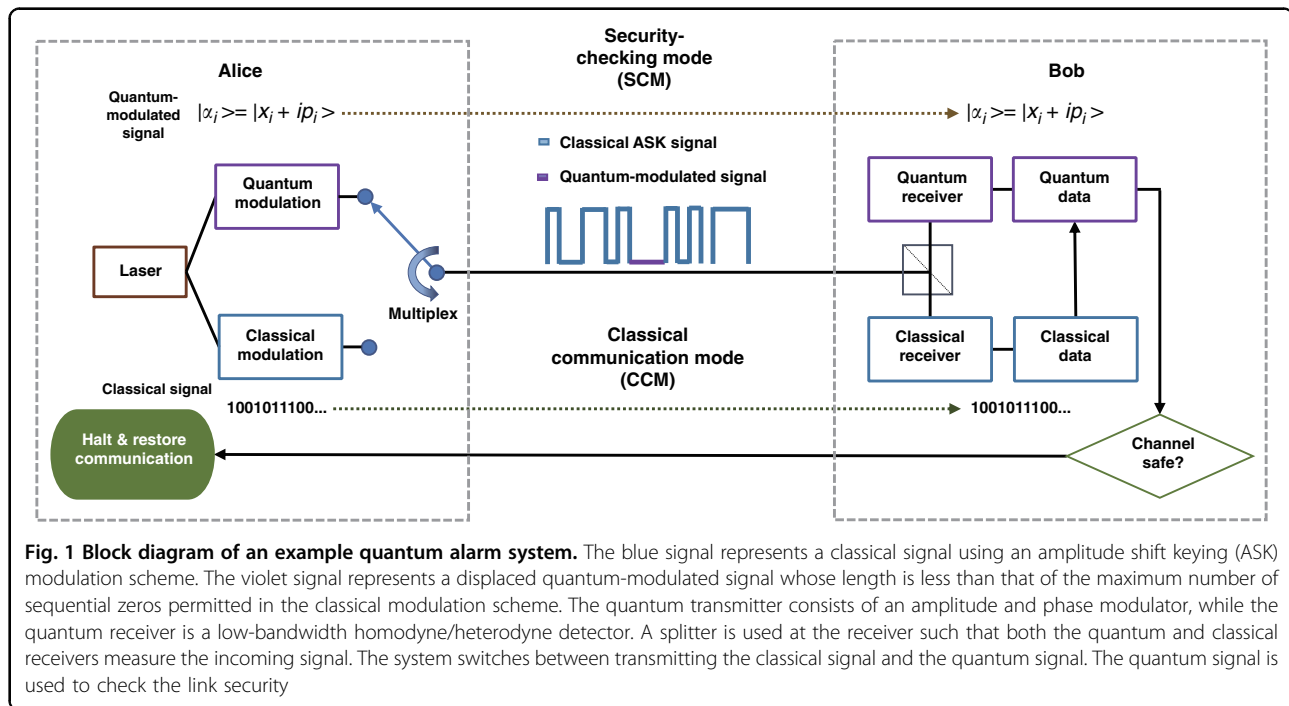 Security-
checking mode
(SCM)
Alice
Bob
Quantum-
modulated
signal
|αᵢ >= |xᵢ + ipᵢ >
|αᵢ >= |xᵢ + ipᵢ >
Classical ASK signal
Quantum-modulated signal
Quantum
modulation
Quantum
receiver
Quantum
data
Laser
Multiplex
Classical
modulation
Classical
communication mode
(CCM)
Classical
receiver
Classical
data
Classical signal
1001011100...
1001011100...
Halt & restore
communication
Channel
safe?
Fig. 1 Block diagram of an example quantum alarm system. The blue signal represents a classical signal using an amplitude shift keying (ASK)
modulation scheme. The violet signal represents a displaced quantum-modulated signal whose length is less than that of the maximum number of
sequential zeros permitted in the classical modulation scheme. The quantum transmitter consists of an amplitude and phase modulator, while the
quantum receiver is a low-bandwidth homodyne/heterodyne detector. A splitter is used at the receiver such that both the quantum and classical
receivers measure the incoming signal. The system switches between transmitting the classical signal and the quantum signal. The quantum signal is
used to check the link security